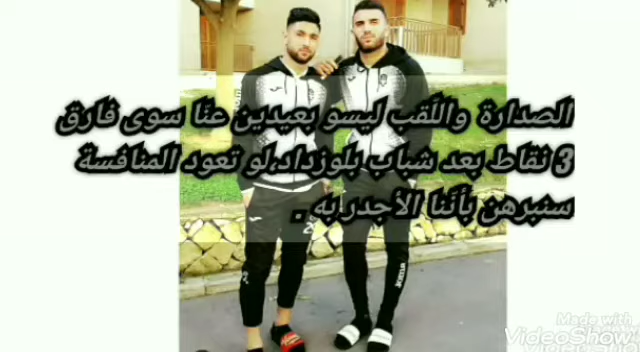 الصدارة واللقب ليسو بعيدين عنا سوى فارق
3 نقاط بعد شباب بلوزداد،لو تعود المنافسة
سنبرهن بأننا الأجدر به .
Made with
VideoShow